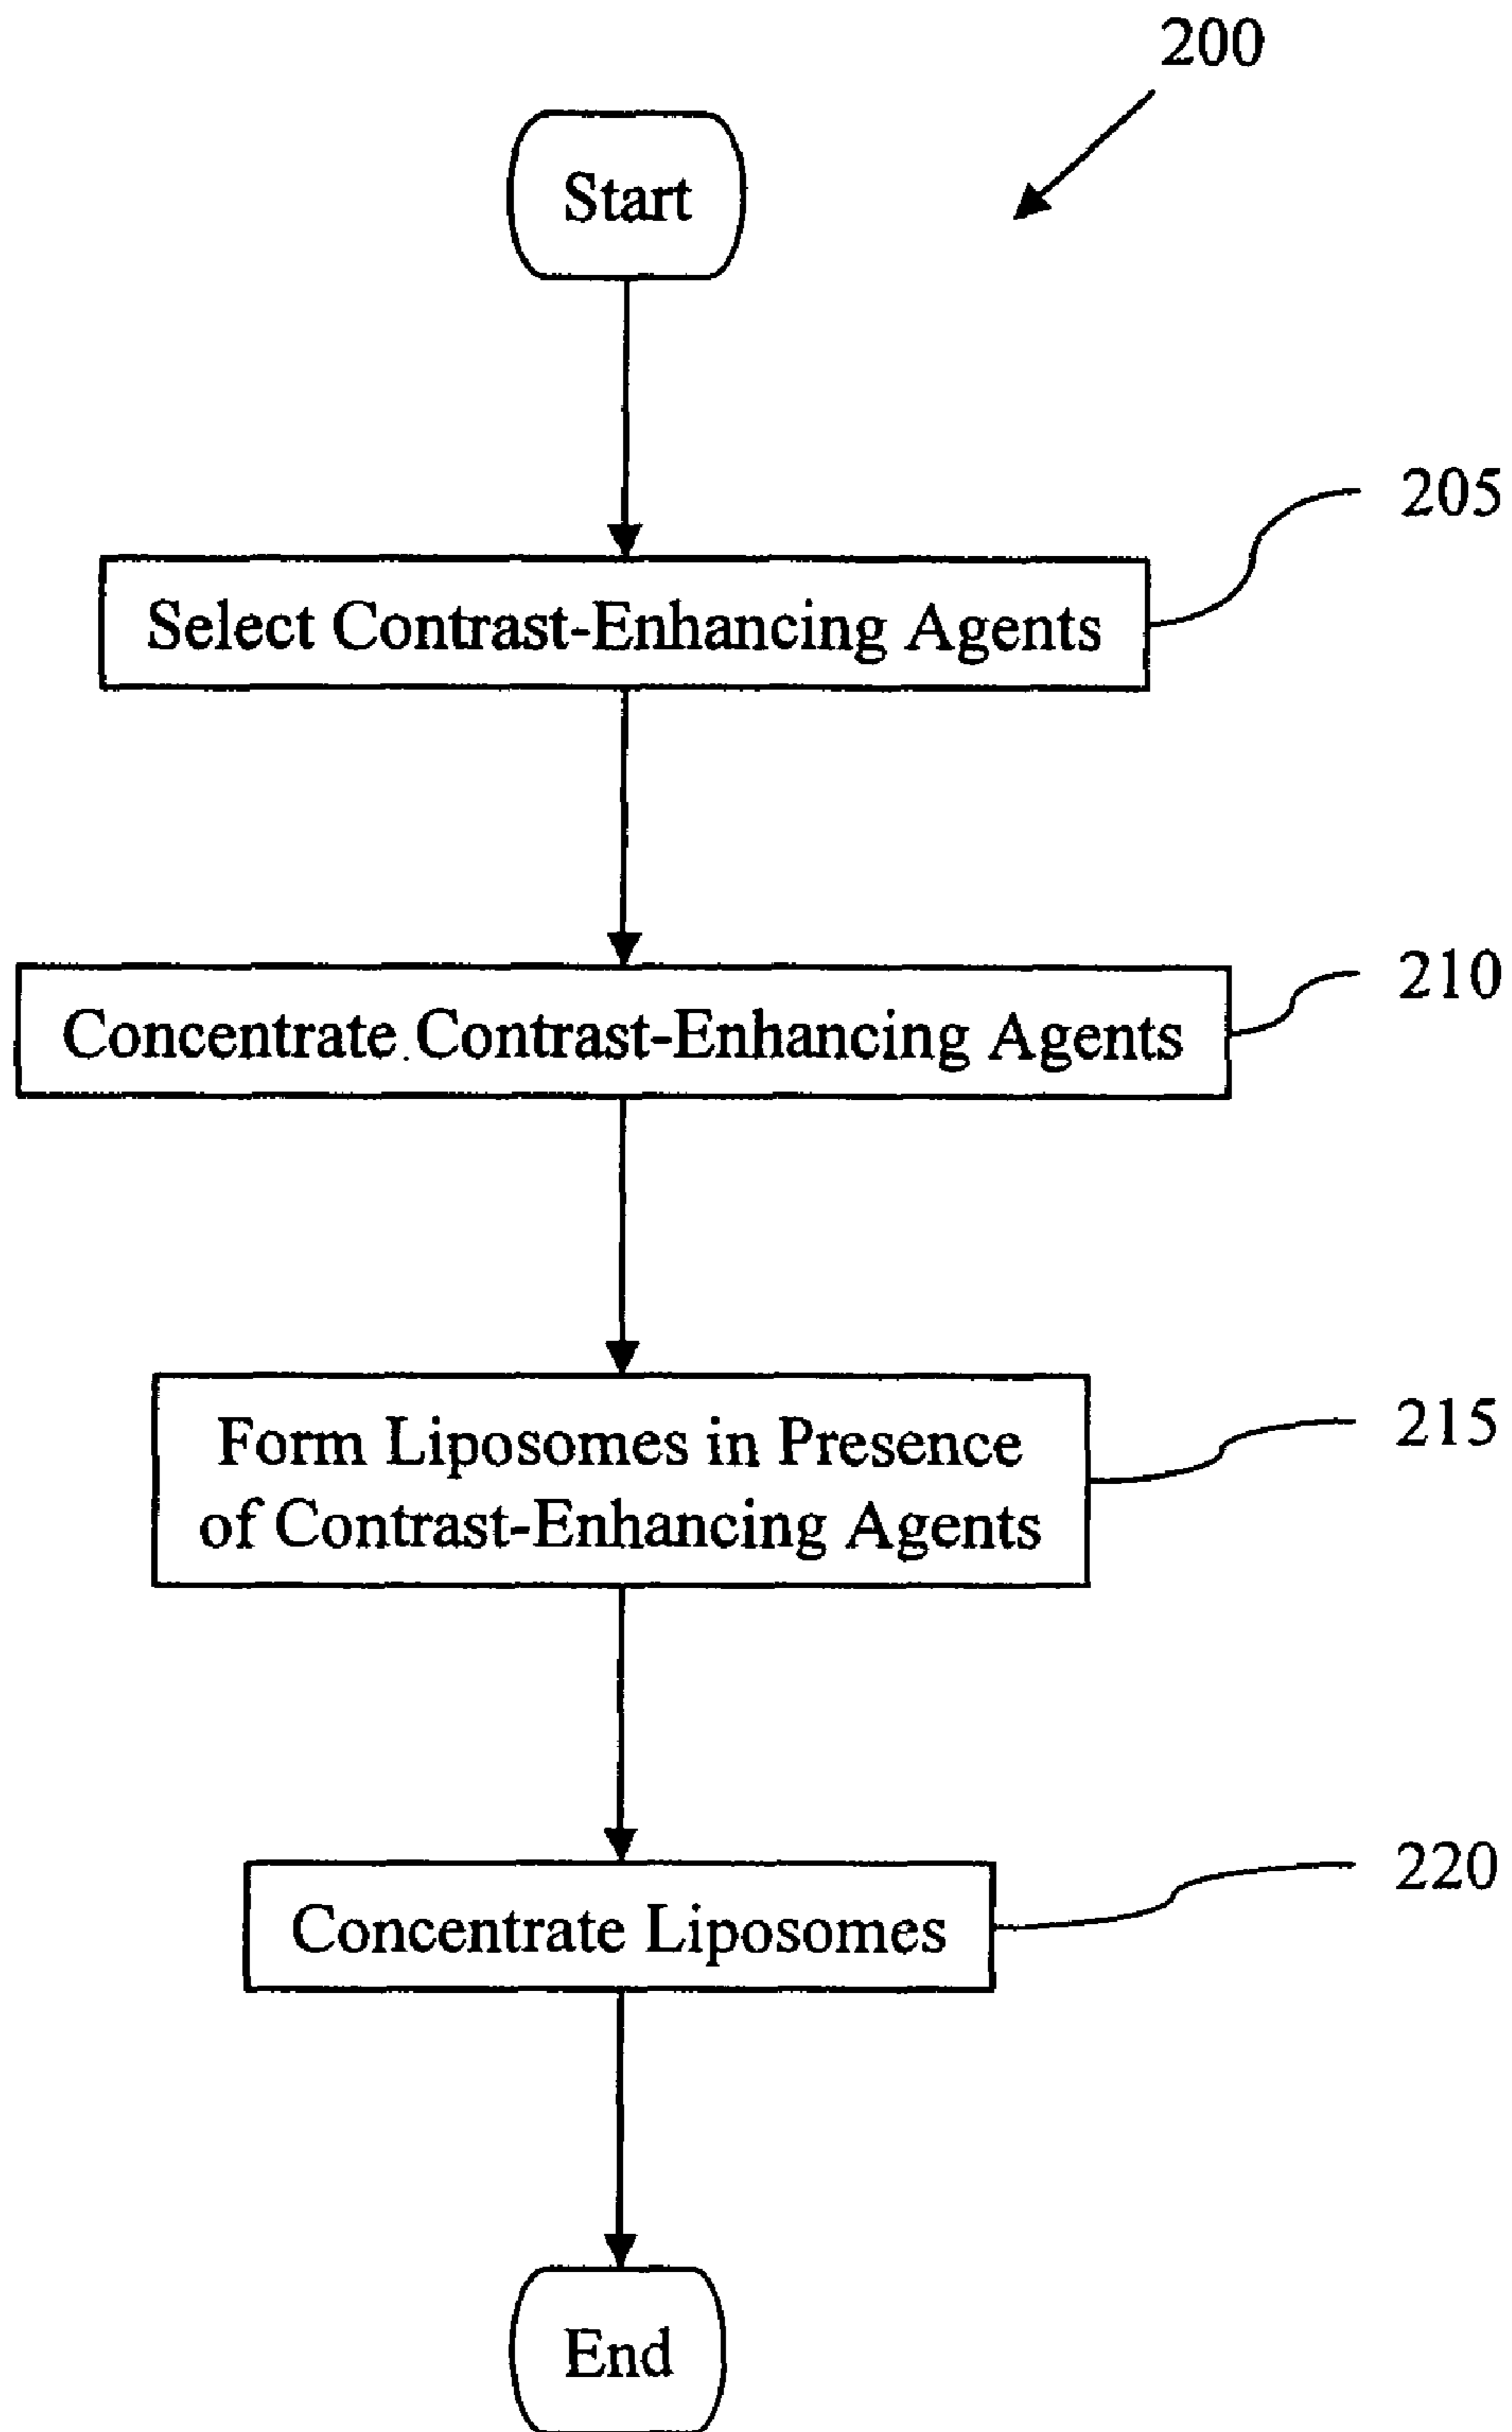 200
Start
205
Select Contrast-Enhancing Agents
210
Concentrate Contrast-Enhancing Agents
215
Form Liposomes in Presence
of Contrast-Enhancing Agents
220
Concentrate Liposomes
End